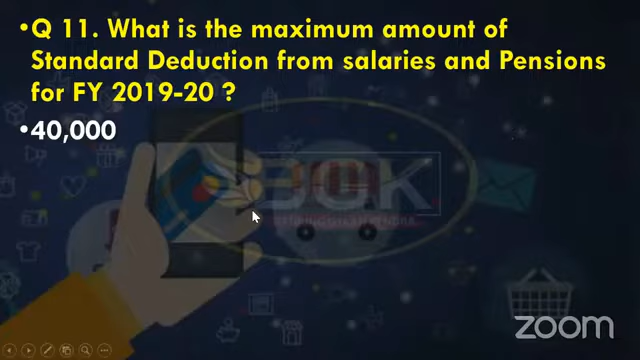 •Q 11. What is the maximum amount of
Standard Deduction from salaries and Pensions
for FY 2019-20 ?
•40,000
BGK
zoom